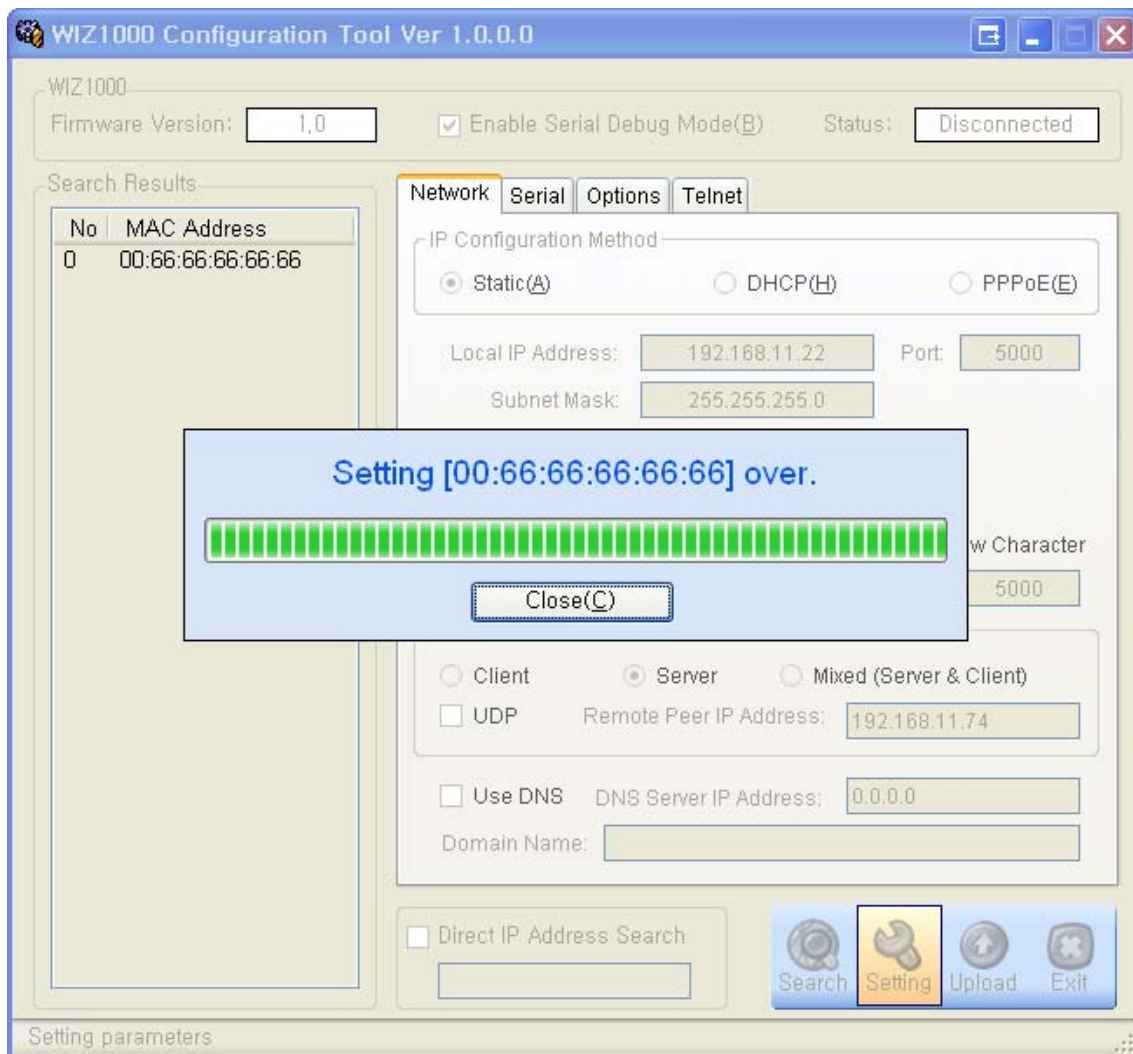 WIZ1000 Configuration Tool Ver 1.0.0.0
WIZ1000
Firmware Version: 1,0 Enable Serial Debug Mode(B) Status: Disconnected
Search Results
No MAC Address
0 00:66:66:66:66:66
Network Serial Options Telnet
IP Configuration Method
Static(A) DHCP(H) PPPoE(E)
Local IP Address: 192.168.11.22 Port: 5000
Subnet Mask: 255.255.255.0
Setting [00:66:66:66:66:66] over.
w Character
Close(C)
5000
Client Server Mixed (Server & Client)
UDP Remote Peer IP Address: 192.168.11.74
Use DNS DNS Server IP Address: 0.0.0.0
Domain Name:
Direct IP Address Search
Search Setting Upload Exit
Setting parameters